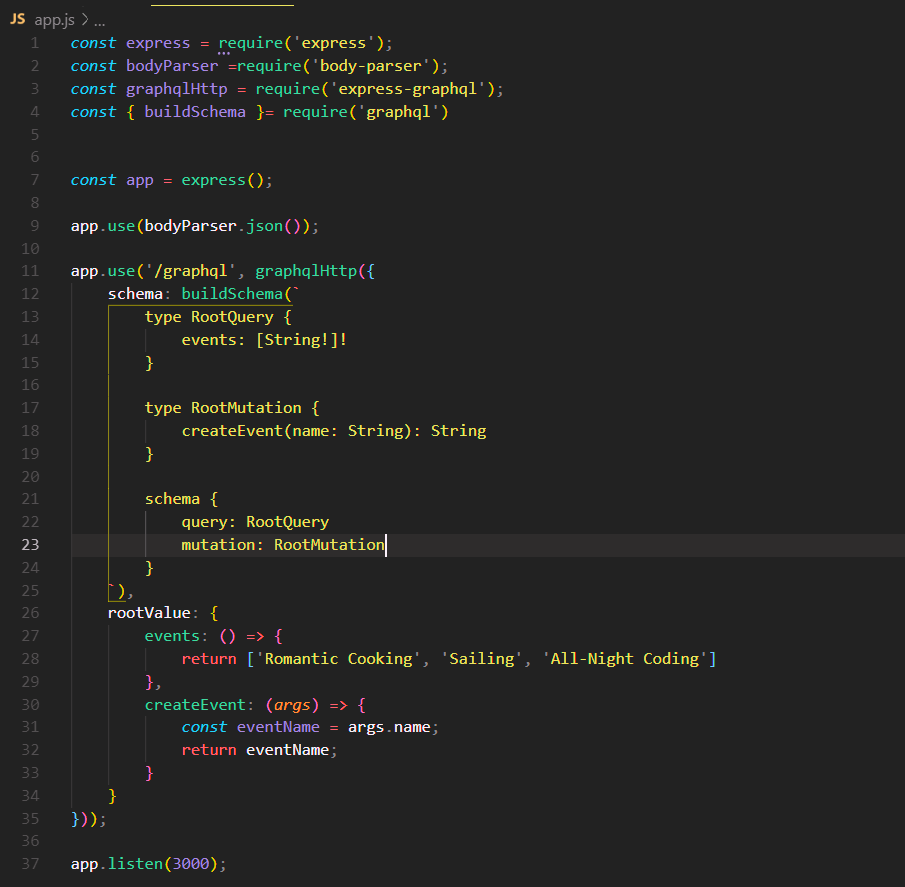 JS app.js > ...
1 const express = require('express');
2 const bodyParser =require('body-parser');
3 const graphqlHttp = require('express-graphql');
4 const { buildSchema }= require('graphql')
5
6
7 const app = express();
8
9 app.use(bodyParser.json());
10
11 app.use('/graphql', graphqlHttp({
12     schema: buildSchema(`
13         type RootQuery {
14             events: [String!]!
15         }
16
17         type RootMutation {
18             createEvent(name: String): String
19         }
20
21         schema {
22             query: RootQuery
23             mutation: RootMutation
24         }
25     `),
26     rootValue: {
27         events: () => {
28             return ['Romantic Cooking', 'Sailing', 'All-Night Coding']
29         },
30         createEvent: (args) => {
31             const eventName = args.name;
32             return eventName;
33         }
34     }
35 }));
36
37 app.listen(3000);